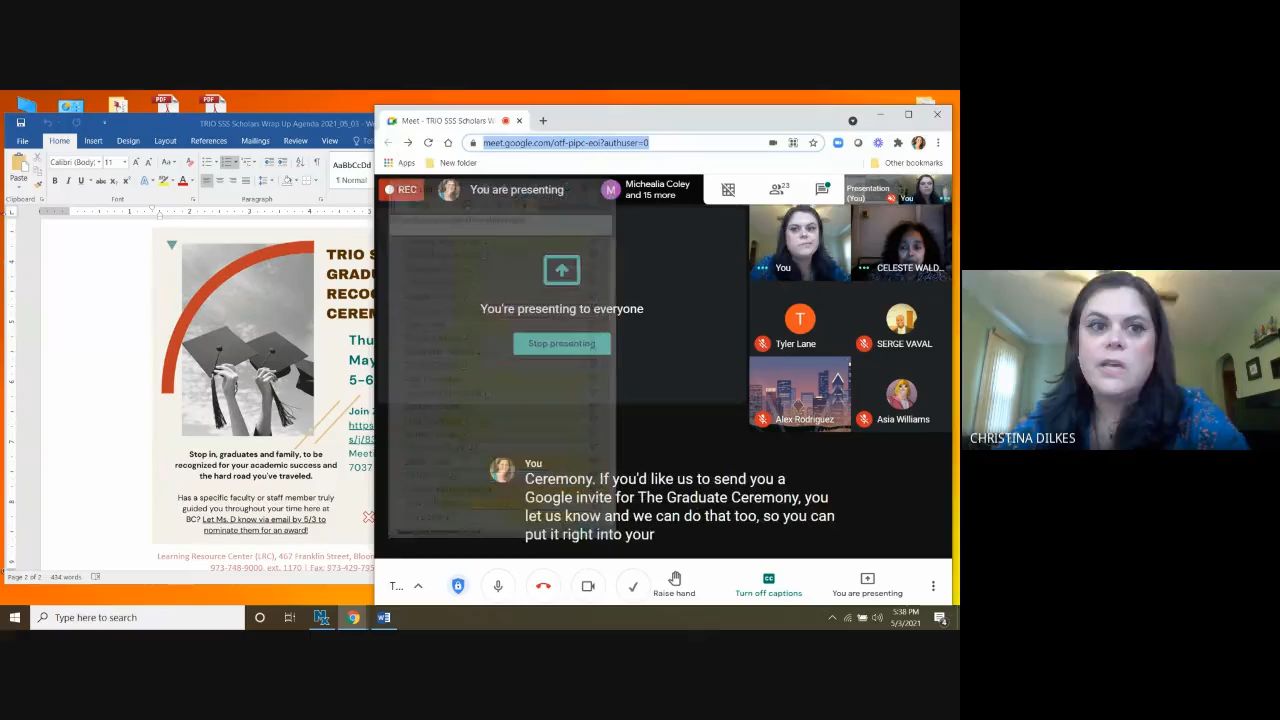 TRIO SSS Scholars Wrap Up Agenda 2021_05_03 - W
File Home Insert Design Layout References Mailings Review View
Calibri (Body) 11
AaBbCcDd
Paste
¶ Normal
Clipboard Font Paragraph
TRIO S
GRADU
RECO
CEREM
Thu
May
5-6
Join Z
https
s/j/83
Meeti
7037
Stop in, graduates and family, to be
recognized for your academic success and
the hard road you've traveled.
Has a specific faculty or staff member truly
guided you throughout your time here at
BC? Let Ms. D know via email by 5/3 to
nominate them for an award!
Learning Resource Center (LRC), 467 Franklin Street, Bloom
973-748-9000. ext. 1170 | Fax: 973-429-795
Page 2 of 2 434 words
Meet - TRIO SSS Scholars W
meet.google.com/otf-pipc-eoi?authuser=0
Apps New folder Other bookmarks
REC You are presenting
M Michealia Coley
and 15 more
23
Presentation
(You)
You
You're presenting to everyone
Stop presenting
You
CELESTE WALD...
T
Tyler Lane
SERGE VAVAL
Alex Rodriguez
Asia Williams
You
Ceremony. If you'd like us to send you a
Google invite for The Graduate Ceremony, you
let us know and we can do that too, so you can
put it right into your
T...
Raise hand
Turn off captions
You are presenting
Type here to search
5:38 PM
5/3/2021
CHRISTINA DILKES